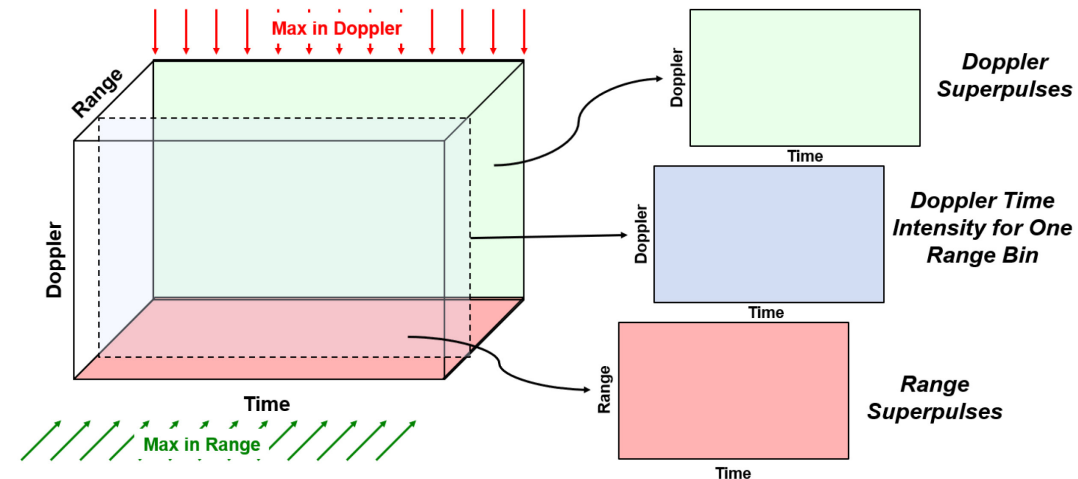 Max in Doppler
Range
Doppler
Time
Max in Range
Doppler
Time
Doppler
Superpulses
Doppler
Time
Doppler Time
Intensity for One
Range Bin
Range
Time
Range
Superpulses